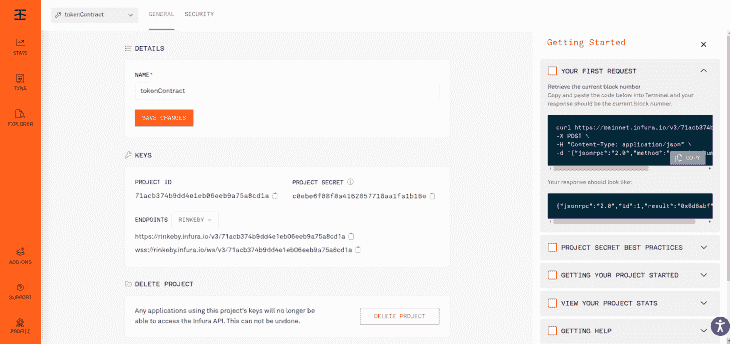 tokenContract
GENERAL
SECURITY
STATS
EXPLORER
ADD-ONS
SUPPORT
PROFILE
DETAILS
NAME*
tokenContract
SAVE CHANGES
KEYS
PROJECT ID
PROJECT SECRET
71acb374b9dd4e1eb06eeb9a75a8cd1a
ENDPOINTS
RINKEBY
https://rinkeby.infura.io/v3/71acb374b9dd4e1eb06eeb9a75a8cd1a
wss://rinkeby.infura.io/ws/v3/71acb374b9dd4e1eb06eeb9a75a8cd1a
DELETE PROJECT
Any applications using this project's keys will no longer be
able to access the Infura API. This can not be undone.
DELETE PROJECT
Getting Started
YOUR FIRST REQUEST
Retrieve the current block number
Copy and paste the code below into Terminal and your
response should be the current block number.
curl https://mainnet.infura.io/v3/71acb374b
-X POST \
-H "Content-Type: application/json" \
-d '{"jsonrpc":"2.0","method":
COPY
Your response should look like:
{"jsonrpc":"2.0","id":1,"result":
PROJECT SECRET BEST PRACTICES
GETTING YOUR PROJECT STARTED
VIEW YOUR PROJECT STATS
GETTING HELP